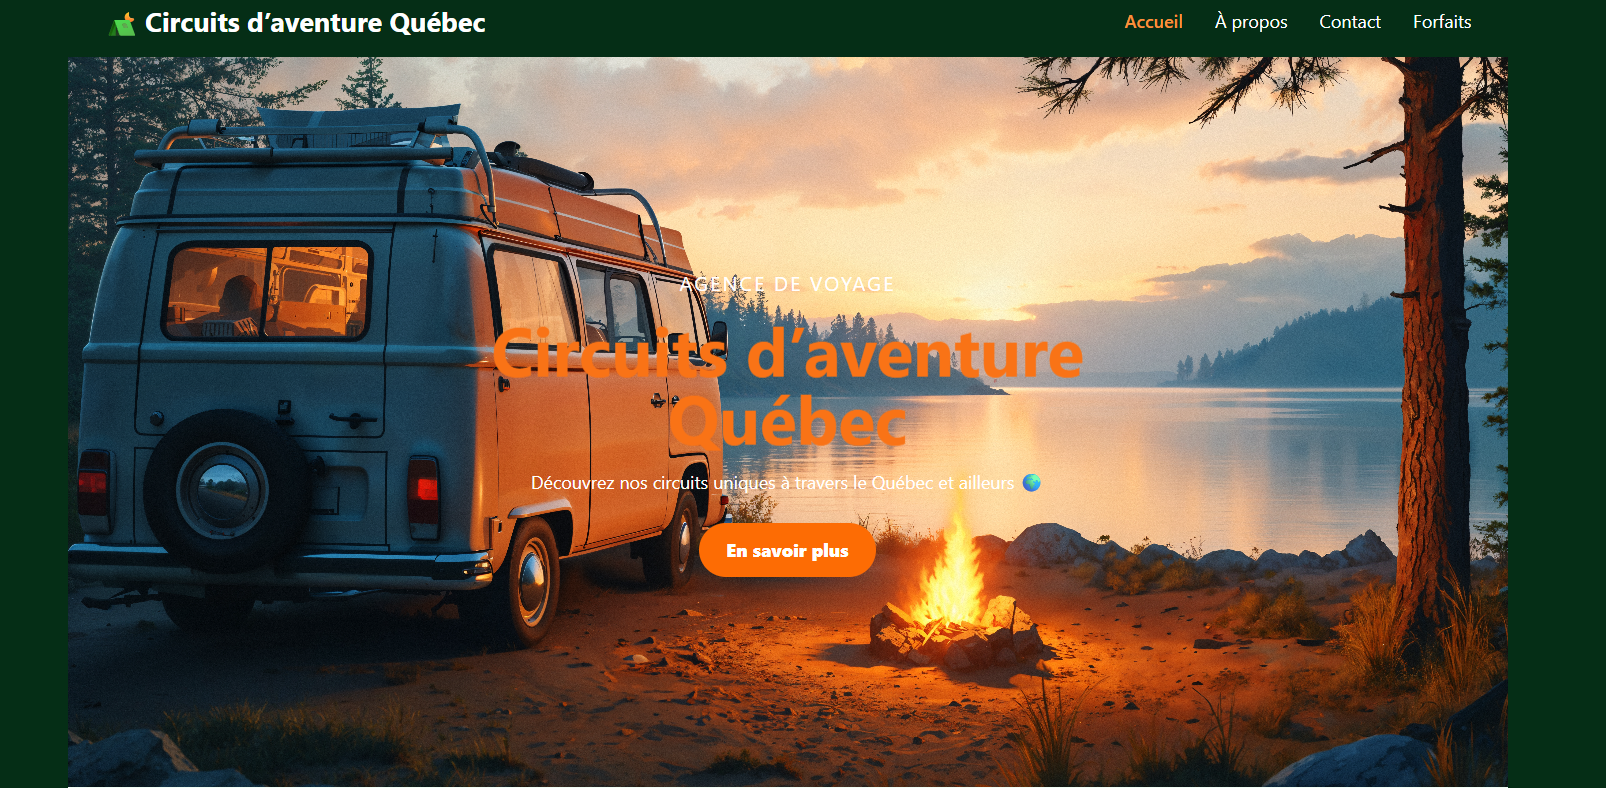 Circuits d’aventure Québec
Accueil À propos Contact Forfaits
AGENCE DE VOYAGE
Circuits d’aventure
Québec
Découvrez nos circuits uniques à travers le Québec et ailleurs 🌍
En savoir plus